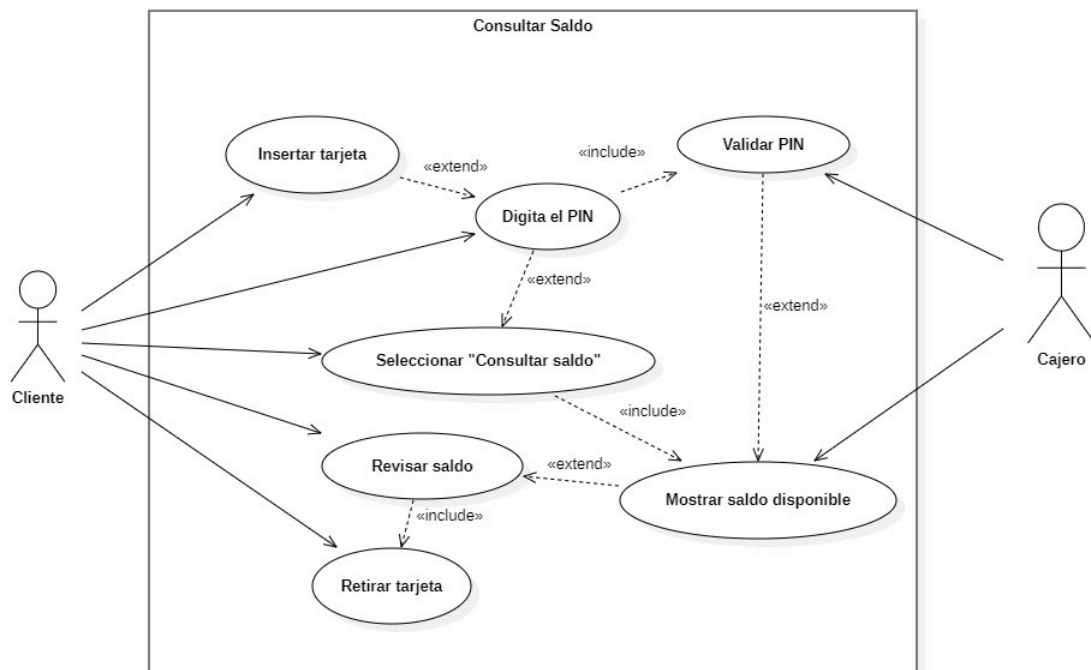 Consultar Saldo
Insertar tarjeta
«extend»
«include»
Validar PIN
Digita el PIN
«extend»
«extend»
Seleccionar "Consultar saldo"
Cliente
Cajero
«include»
Revisar saldo
«extend»
Mostrar saldo disponible
«include»
Retirar tarjeta